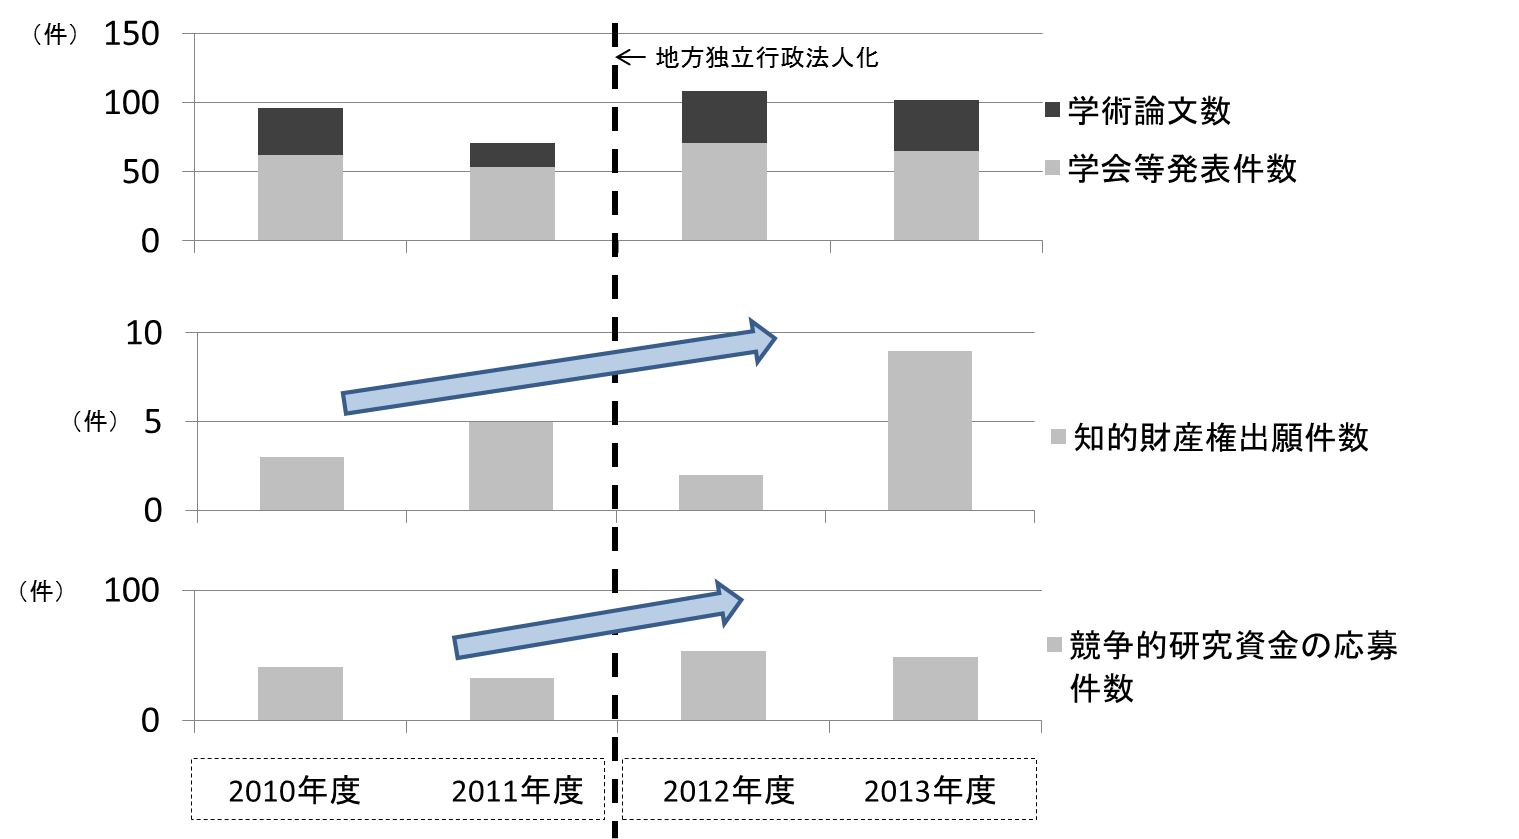 （件） 150
← 地方独立行政法人化
100
学術論文数
50
学会等発表件数
0
10
（件） 5
知的財産権出願件数
0
（件） 100
競争的研究資金の応募
件数
0
2010年度 2011年度 2012年度 2013年度